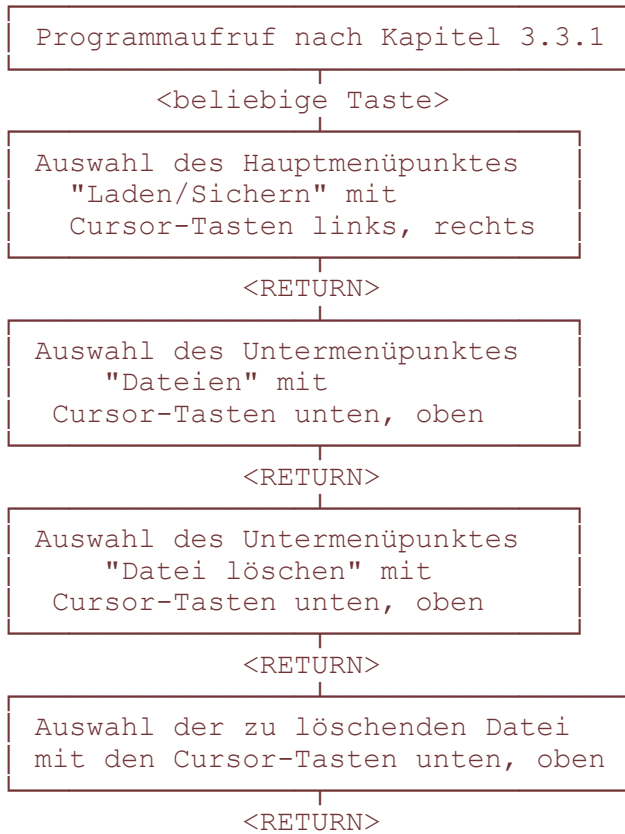 Programmaufruf nach Kapitel 3.3.1
<beliebige Taste>
Auswahl des Hauptmenüpunktes
"Laden/Sichern" mit
Cursor-Tasten links, rechts
<RETURN>
Auswahl des Untermenüpunktes
"Dateien" mit
Cursor-Tasten unten, oben
<RETURN>
Auswahl des Untermenüpunktes
"Datei löschen" mit
Cursor-Tasten unten, oben
<RETURN>
Auswahl der zu löschenden Datei
mit den Cursor-Tasten unten, oben
<RETURN>